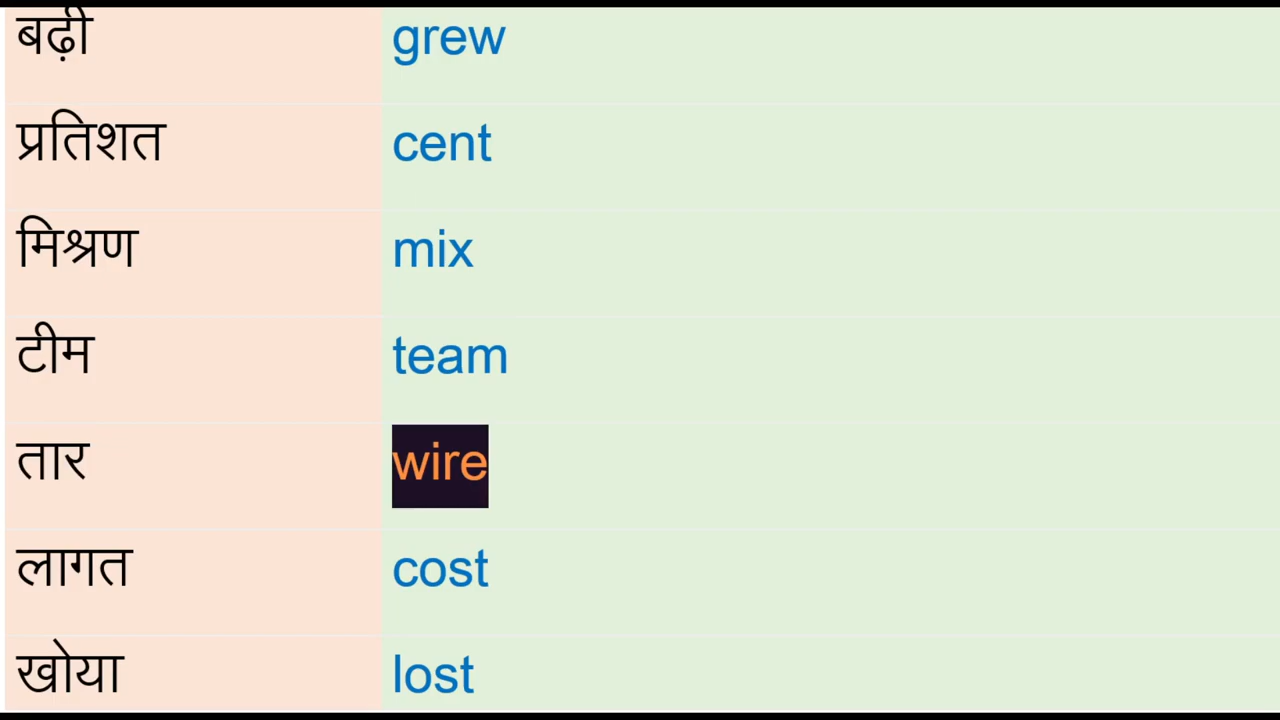 बढ़ी grew
प्रतिशत cent
मिश्रण mix
टीम team
तार wire
लागत cost
खोया lost